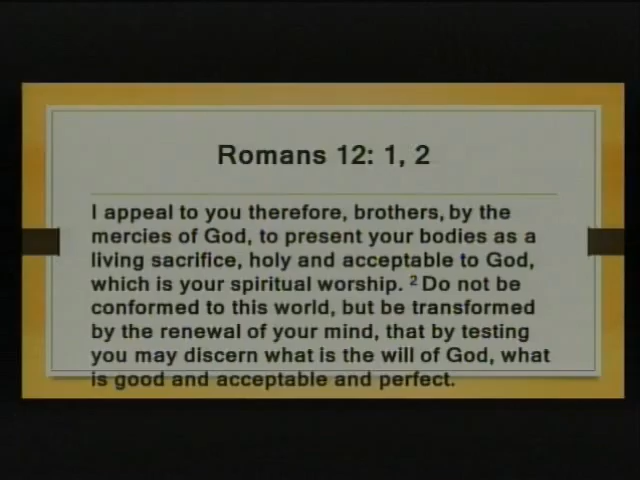 Romans 12: 1, 2
I appeal to you therefore, brothers, by the
mercies of God, to present your bodies as a
living sacrifice, holy and acceptable to God,
which is your spiritual worship. ² Do not be
conformed to this world, but be transformed
by the renewal of your mind, that by testing
you may discern what is the will of God, what
is good and acceptable and perfect.